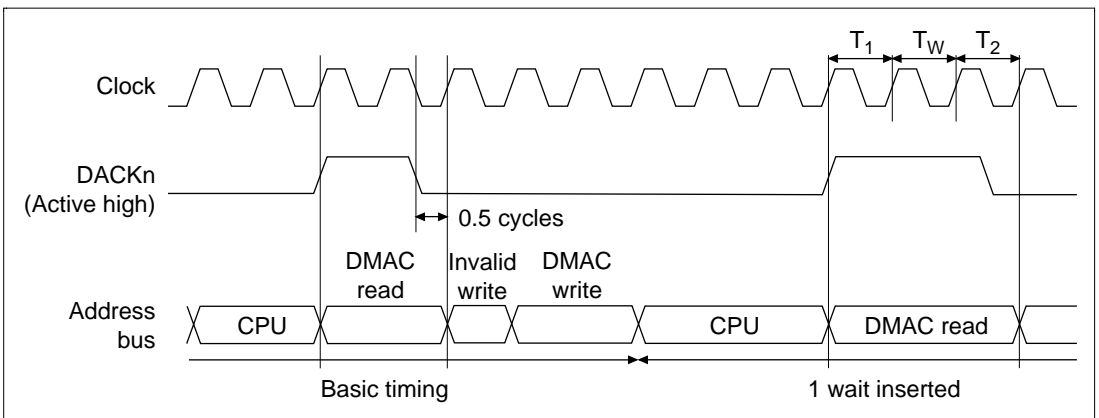 T1 TW T2
Clock
DACKn
(Active high)
0.5 cycles
DMAC read
Invalid write
DMAC write
Address bus
CPU
CPU
DMAC read
Basic timing
1 wait inserted